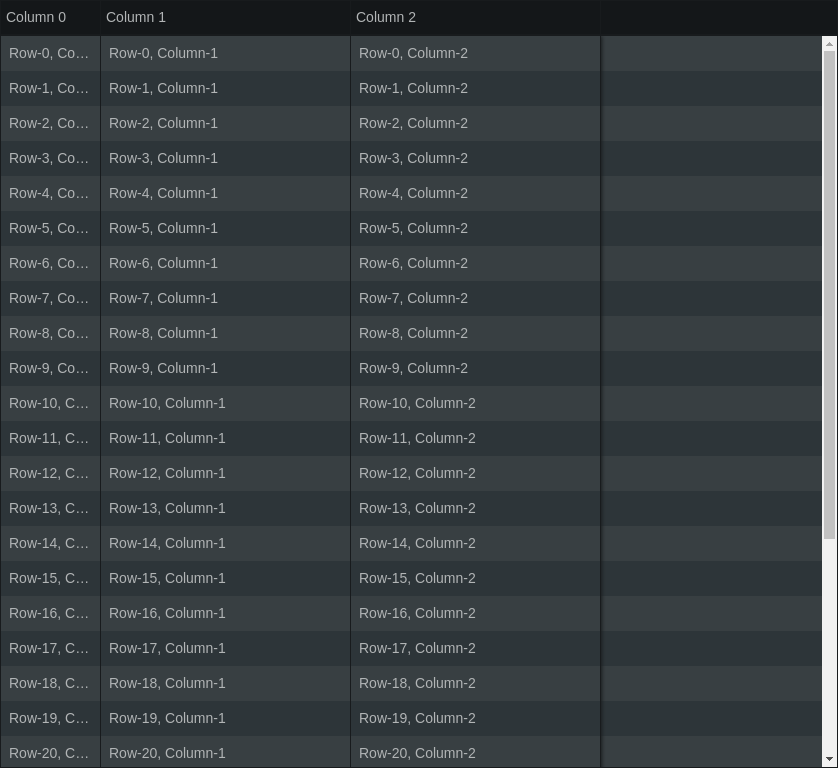 Column 0 Column 1 Column 2
Row-0, Co... Row-0, Column-1 Row-0, Column-2
Row-1, Co... Row-1, Column-1 Row-1, Column-2
Row-2, Co... Row-2, Column-1 Row-2, Column-2
Row-3, Co... Row-3, Column-1 Row-3, Column-2
Row-4, Co... Row-4, Column-1 Row-4, Column-2
Row-5, Co... Row-5, Column-1 Row-5, Column-2
Row-6, Co... Row-6, Column-1 Row-6, Column-2
Row-7, Co... Row-7, Column-1 Row-7, Column-2
Row-8, Co... Row-8, Column-1 Row-8, Column-2
Row-9, Co... Row-9, Column-1 Row-9, Column-2
Row-10, C... Row-10, Column-1 Row-10, Column-2
Row-11, C... Row-11, Column-1 Row-11, Column-2
Row-12, C... Row-12, Column-1 Row-12, Column-2
Row-13, C... Row-13, Column-1 Row-13, Column-2
Row-14, C... Row-14, Column-1 Row-14, Column-2
Row-15, C... Row-15, Column-1 Row-15, Column-2
Row-16, C... Row-16, Column-1 Row-16, Column-2
Row-17, C... Row-17, Column-1 Row-17, Column-2
Row-18, C... Row-18, Column-1 Row-18, Column-2
Row-19, C... Row-19, Column-1 Row-19, Column-2
Row-20, C... Row-20, Column-1 Row-20, Column-2